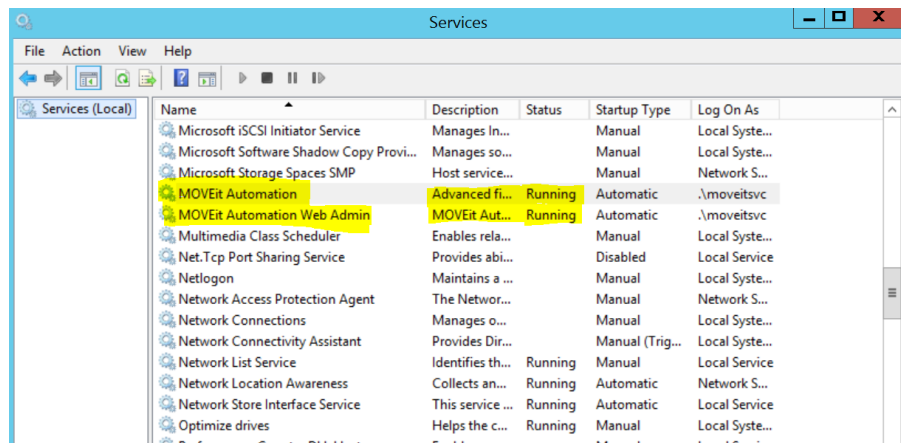 Services
File Action View Help
Services (Local)
Name Description Status Startup Type Log On As
Microsoft iSCSI Initiator Service Manages In... Manual Local Syste...
Microsoft Software Shadow Copy Provi... Manages so... Manual Local Syste...
Microsoft Storage Spaces SMP Host service... Manual Network S...
MOVEit Automation Advanced fi... Running Automatic .\moveitsvc
MOVEit Automation Web Admin MOVEit Aut... Running Automatic .\moveitsvc
Multimedia Class Scheduler Enables rela... Manual Local Syste...
Net.Tcp Port Sharing Service Provides abi... Disabled Local Service
Netlogon Maintains a ... Manual Local Syste...
Network Access Protection Agent The Networ... Manual Network S...
Network Connections Manages o... Manual Local Syste...
Network Connectivity Assistant Provides Dir... Manual (Trig... Local Syste...
Network List Service Identifies th... Running Manual Local Service
Network Location Awareness Collects an... Running Automatic Network S...
Network Store Interface Service This service ... Running Automatic Local Service
Optimize drives Helps the c... Running Manual Local Syste...